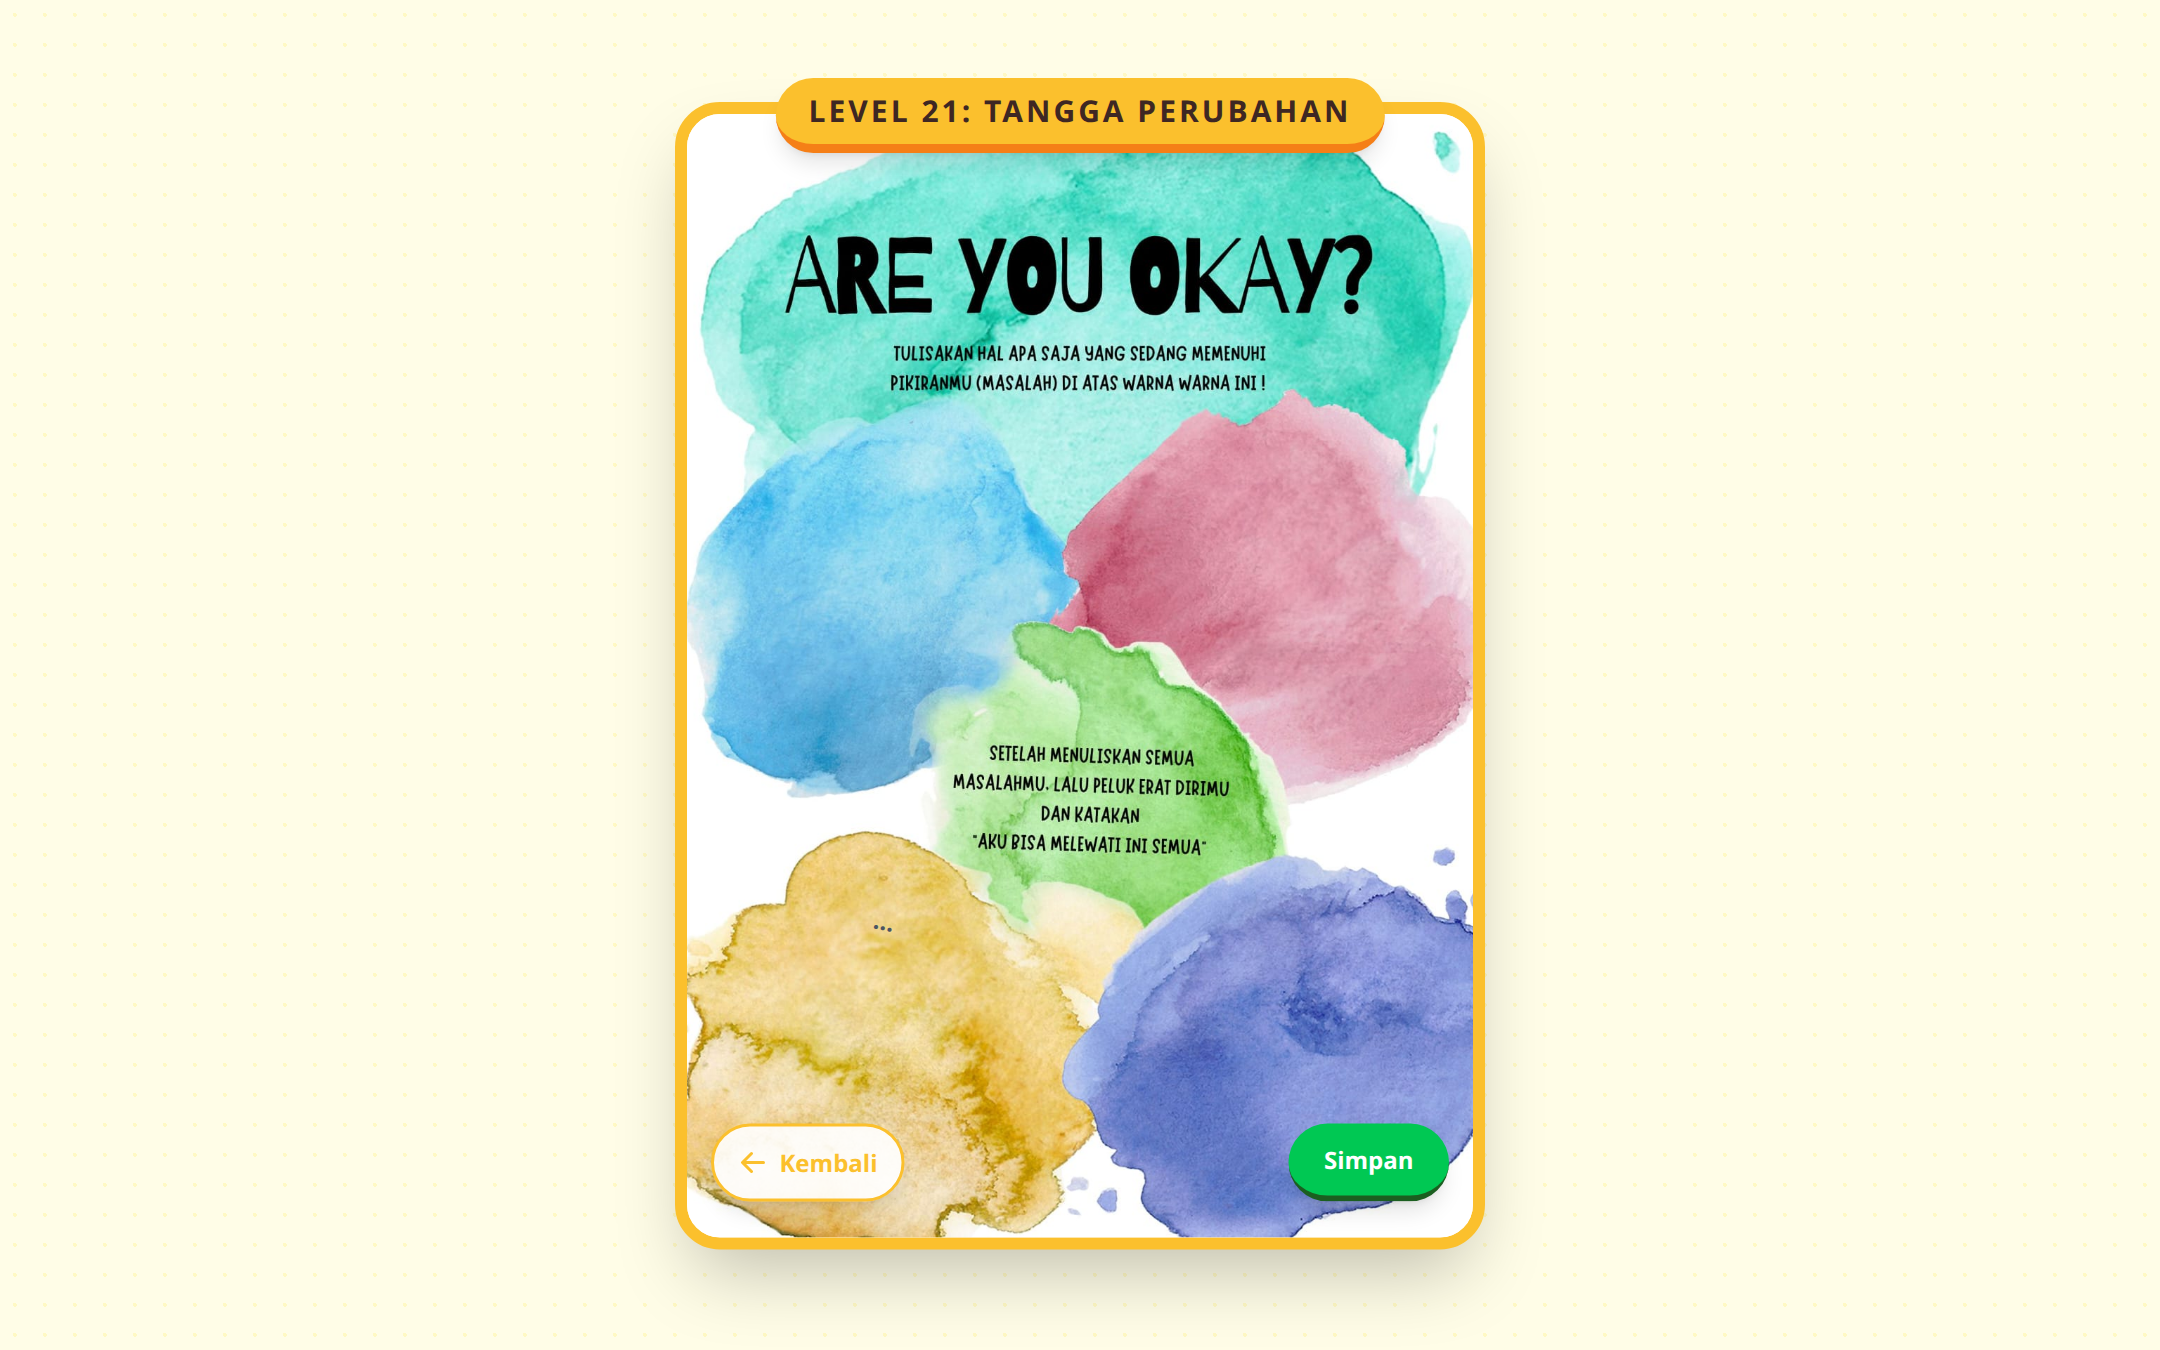 LEVEL 21: TANGGA PERUBAHAN
ARE YOU OKAY?
TULISAKAN HAL APA SAJA YANG SEDANG MEMENUHI
PIKIRANMU (MASALAH) DI ATAS WARNA WARNA INI !
SETELAH MENULISKAN SEMUA
MASALAHMU, LALU PELUK ERAT DIRIMU
DAN KATAKAN
"AKU BISA MELEWATI INI SEMUA"
...
Kembali
Simpan